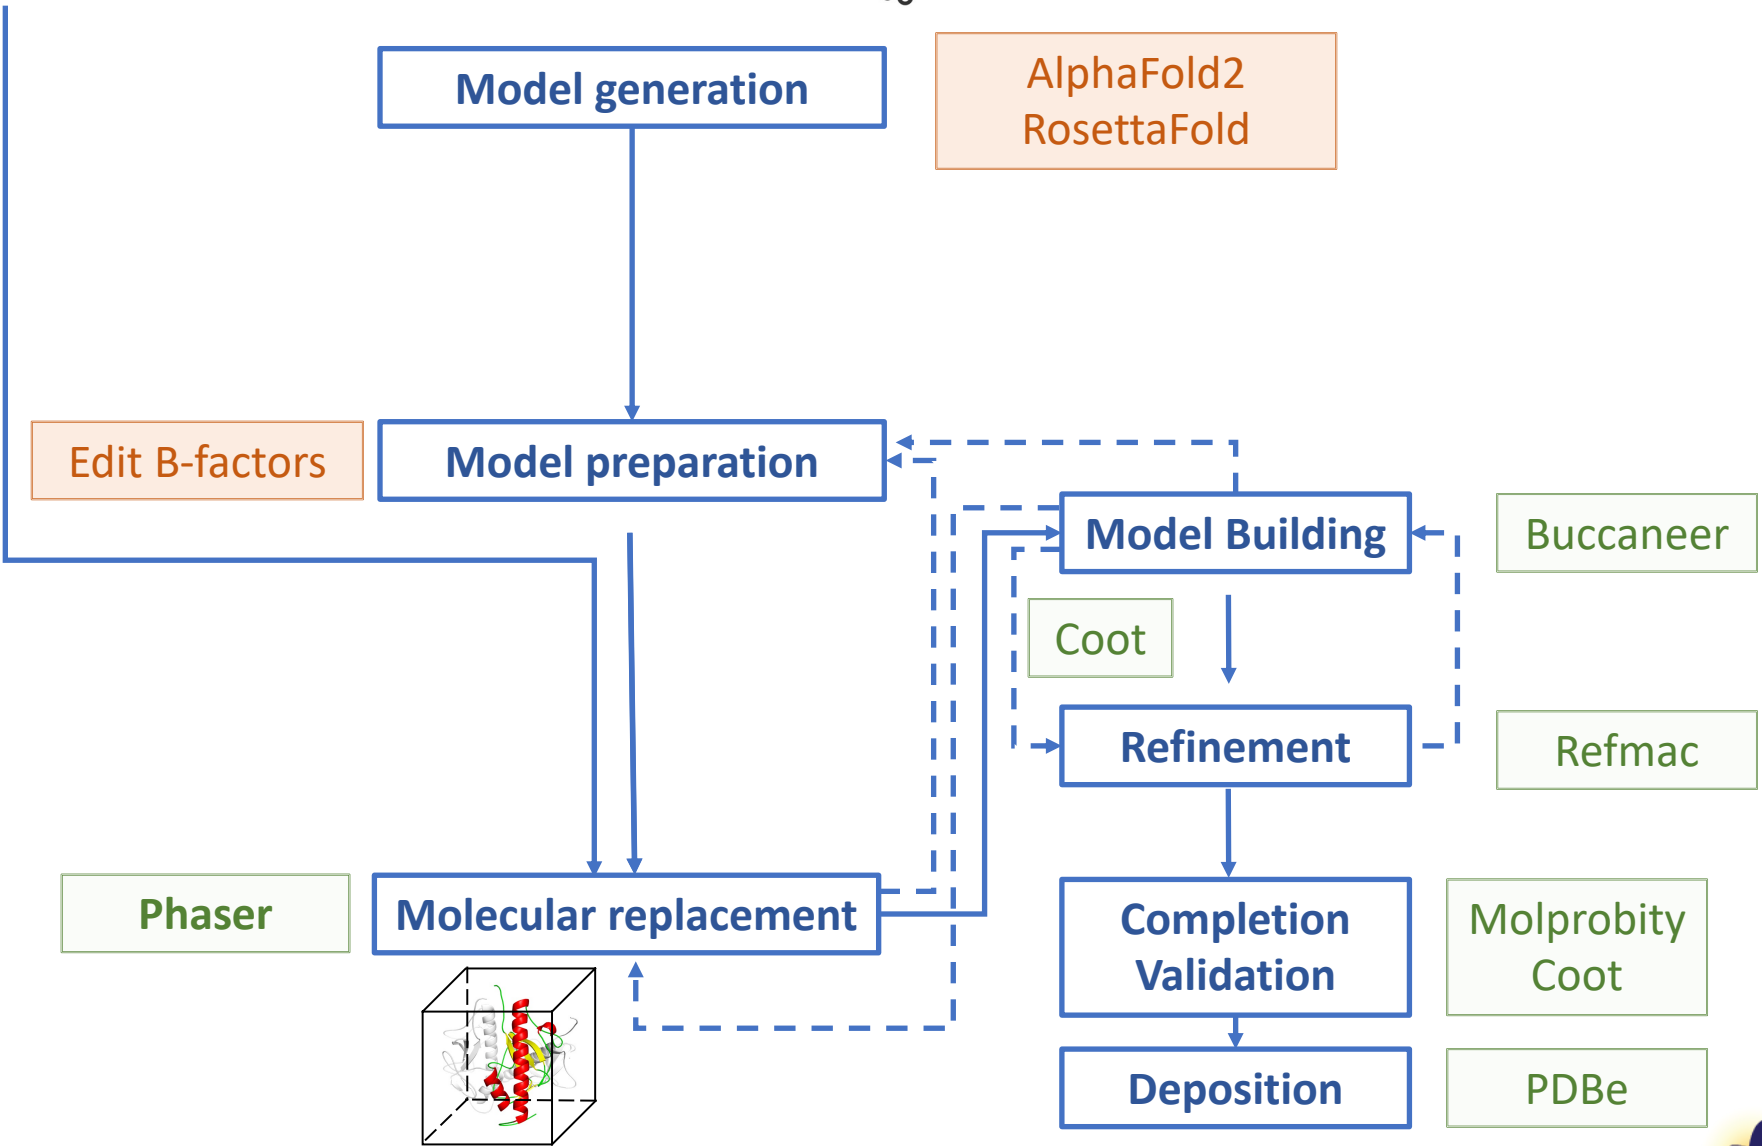 Model generation
AlphaFold2
RosettaFold
Edit B-factors
Model preparation
Model Building
Buccaneer
Coot
Refinement
Refmac
Phaser
Molecular replacement
Completion
Validation
Molprobity
Coot
Deposition
PDBe